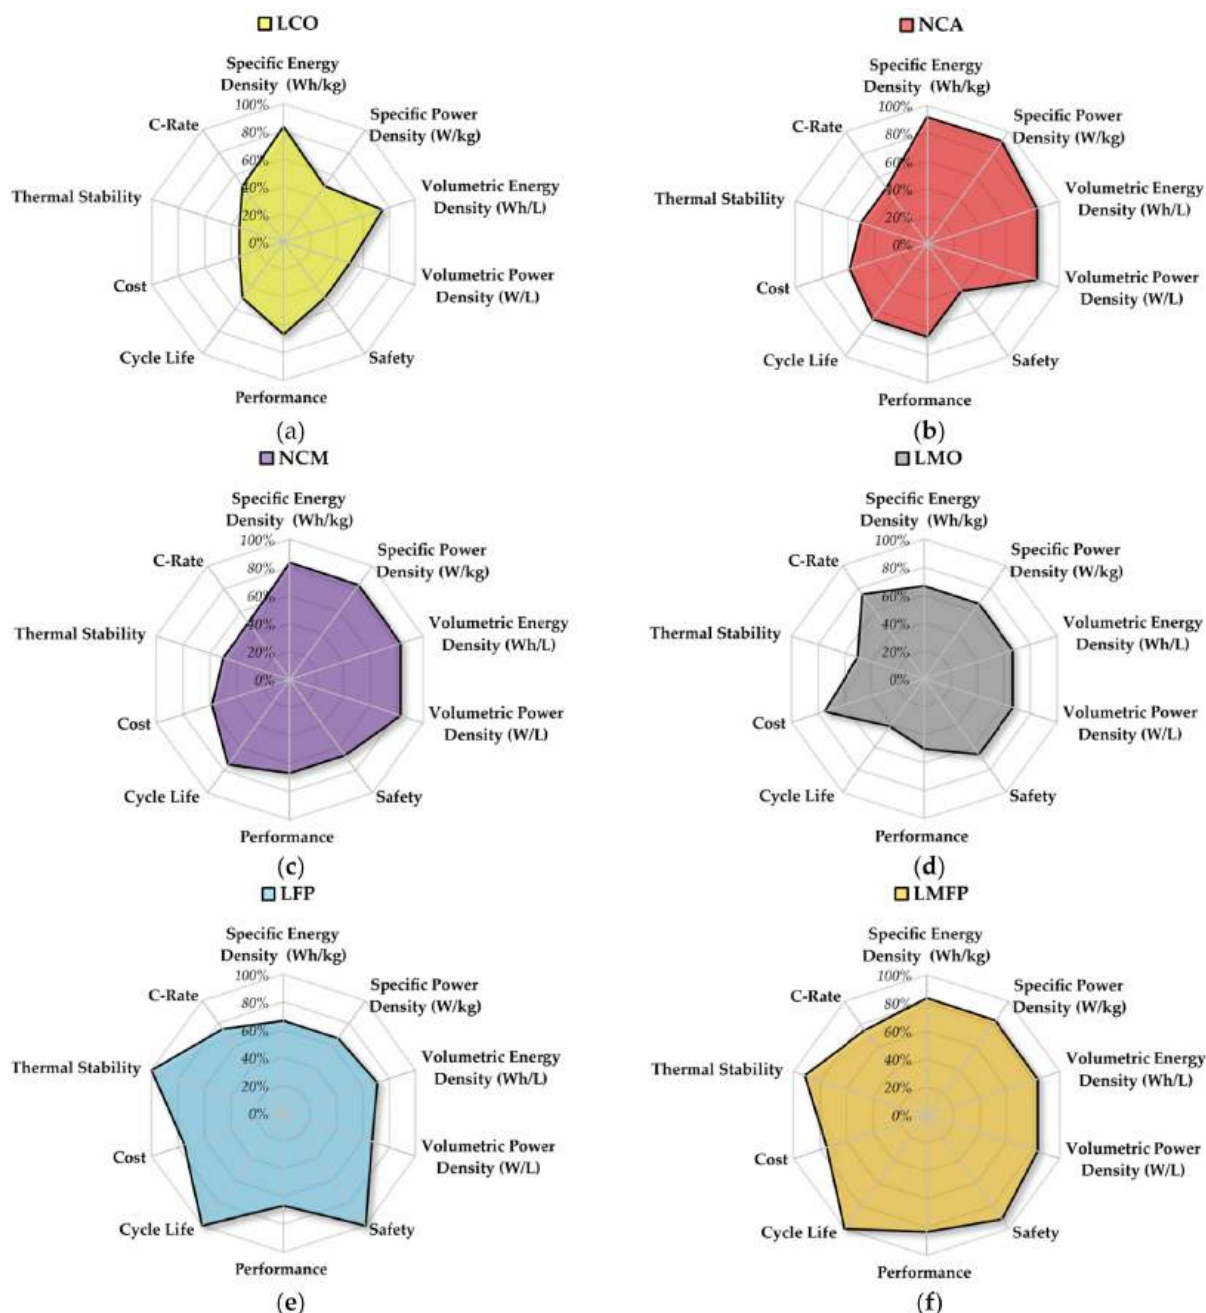 LCO
Specific Energy
Density (Wh/kg)
100%
80%
60%
40%
20%
0%
Specific Power
Density (W/kg)
Volumetric Energy
Density (Wh/L)
Volumetric Power
Density (W/L)
Safety
Performance
Cycle Life
Cost
Thermal Stability
C-Rate
(a)
NCA
Specific Energy
Density (Wh/kg)
100%
80%
60%
40%
20%
0%
Specific Power
Density (W/kg)
Volumetric Energy
Density (Wh/L)
Volumetric Power
Density (W/L)
Safety
Performance
Cycle Life
Cost
Thermal Stability
C-Rate
(b)
NCM
Specific Energy
Density (Wh/kg)
100%
80%
60%
40%
20%
0%
Specific Power
Density (W/kg)
Volumetric Energy
Density (Wh/L)
Volumetric Power
Density (W/L)
Safety
Performance
Cycle Life
Cost
Thermal Stability
C-Rate
(c)
LMO
Specific Energy
Density (Wh/kg)
100%
80%
60%
40%
20%
0%
Specific Power
Density (W/kg)
Volumetric Energy
Density (Wh/L)
Volumetric Power
Density (W/L)
Safety
Performance
Cycle Life
Cost
Thermal Stability
C-Rate
(d)
LFP
Specific Energy
Density (Wh/kg)
100%
80%
60%
40%
20%
0%
Specific Power
Density (W/kg)
Volumetric Energy
Density (Wh/L)
Volumetric Power
Density (W/L)
Safety
Performance
Cycle Life
Cost
Thermal Stability
C-Rate
(e)
LMFP
Specific Energy
Density (Wh/kg)
100%
80%
60%
40%
20%
0%
Specific Power
Density (W/kg)
Volumetric Energy
Density (Wh/L)
Volumetric Power
Density (W/L)
Safety
Performance
Cycle Life
Cost
Thermal Stability
C-Rate
(f)